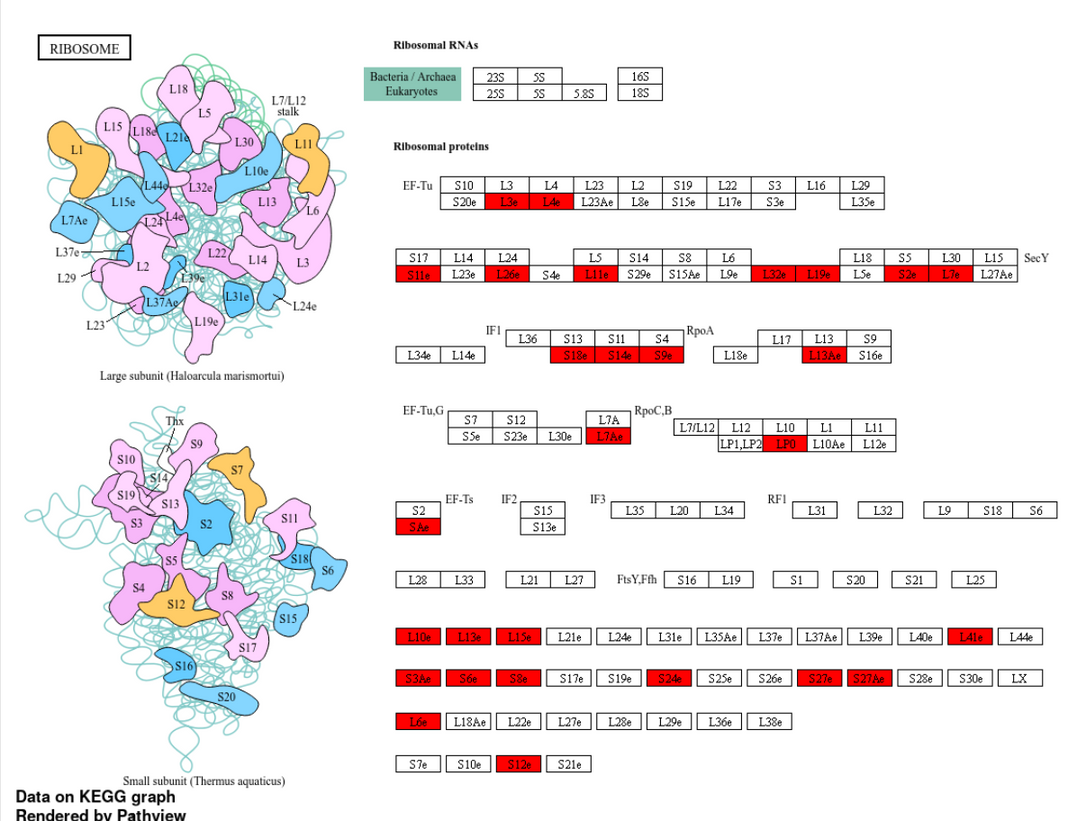 RIBOSOME
Ribosomal RNAs
Bacteria / Archaea
Eukaryotes
23S 5S 16S
25S 5S 5.8S 18S
L18
L5
L7/L12
stalk
L15
L18e
L21e
L30
L11
L1
L10e
L44e
L32e
L15e
L13
L6
L7Ae
L24
L4e
L37e
L22
L14
L3
L2
L29
L39e
L37Ae
L31e
L24e
L23
L19e
Large subunit (Haloarcula marismortui)
Thx
S9
S10
S7
S14
S19
S13
S3
S2
S11
S18
S6
S5
S4
S12
S8
S15
S17
S16
S20
Small subunit (Thermus aquaticus)
Ribosomal proteins
EF-Tu S10 L3 L4 L23 L2 S19 L22 S3 L16 L29
S20e L3e L4e L23Ae L8e S15e L17e S3e L35e
S17 L14 L24 L5 S14 S8 L6 L18 S5 L30 L15 SecY
S11e L23e L26e S4e L11e S29e S15Ae L9e L32e L19e L5e S2e L7e L27Ae
IF1 L36 S13 S11 S4 RpoA L17 L13 S9
L34e L14e S18e S14e S9e L18e L13Ae S16e
EF-Tu,G S7 S12 L7A RpoC,B L7/L12 L12 L10 L1 L11
S5e S23e L30e L7Ae LP1,LP2 LP0 L10Ae L12e
S2 EF-Ts IF2 S15 IF3 L35 L20 L34 RF1 L31 L32 L9 S18 S6
SAe S13e
L28 L33 L21 L27 FtsY,Ffh S16 L19 S1 S20 S21 L25
L10e L13e L15e L21e L24e L31e L35Ae L37e L37Ae L39e L40e L41e L44e
S3Ae S6e S8e S17e S19e S24e S25e S26e S27e S27Ae S28e S30e LX
L6e L18Ae L22e L27e L28e L29e L36e L38e
S7e S10e S12e S21e
Data on KEGG graph
Rendered by Pathview